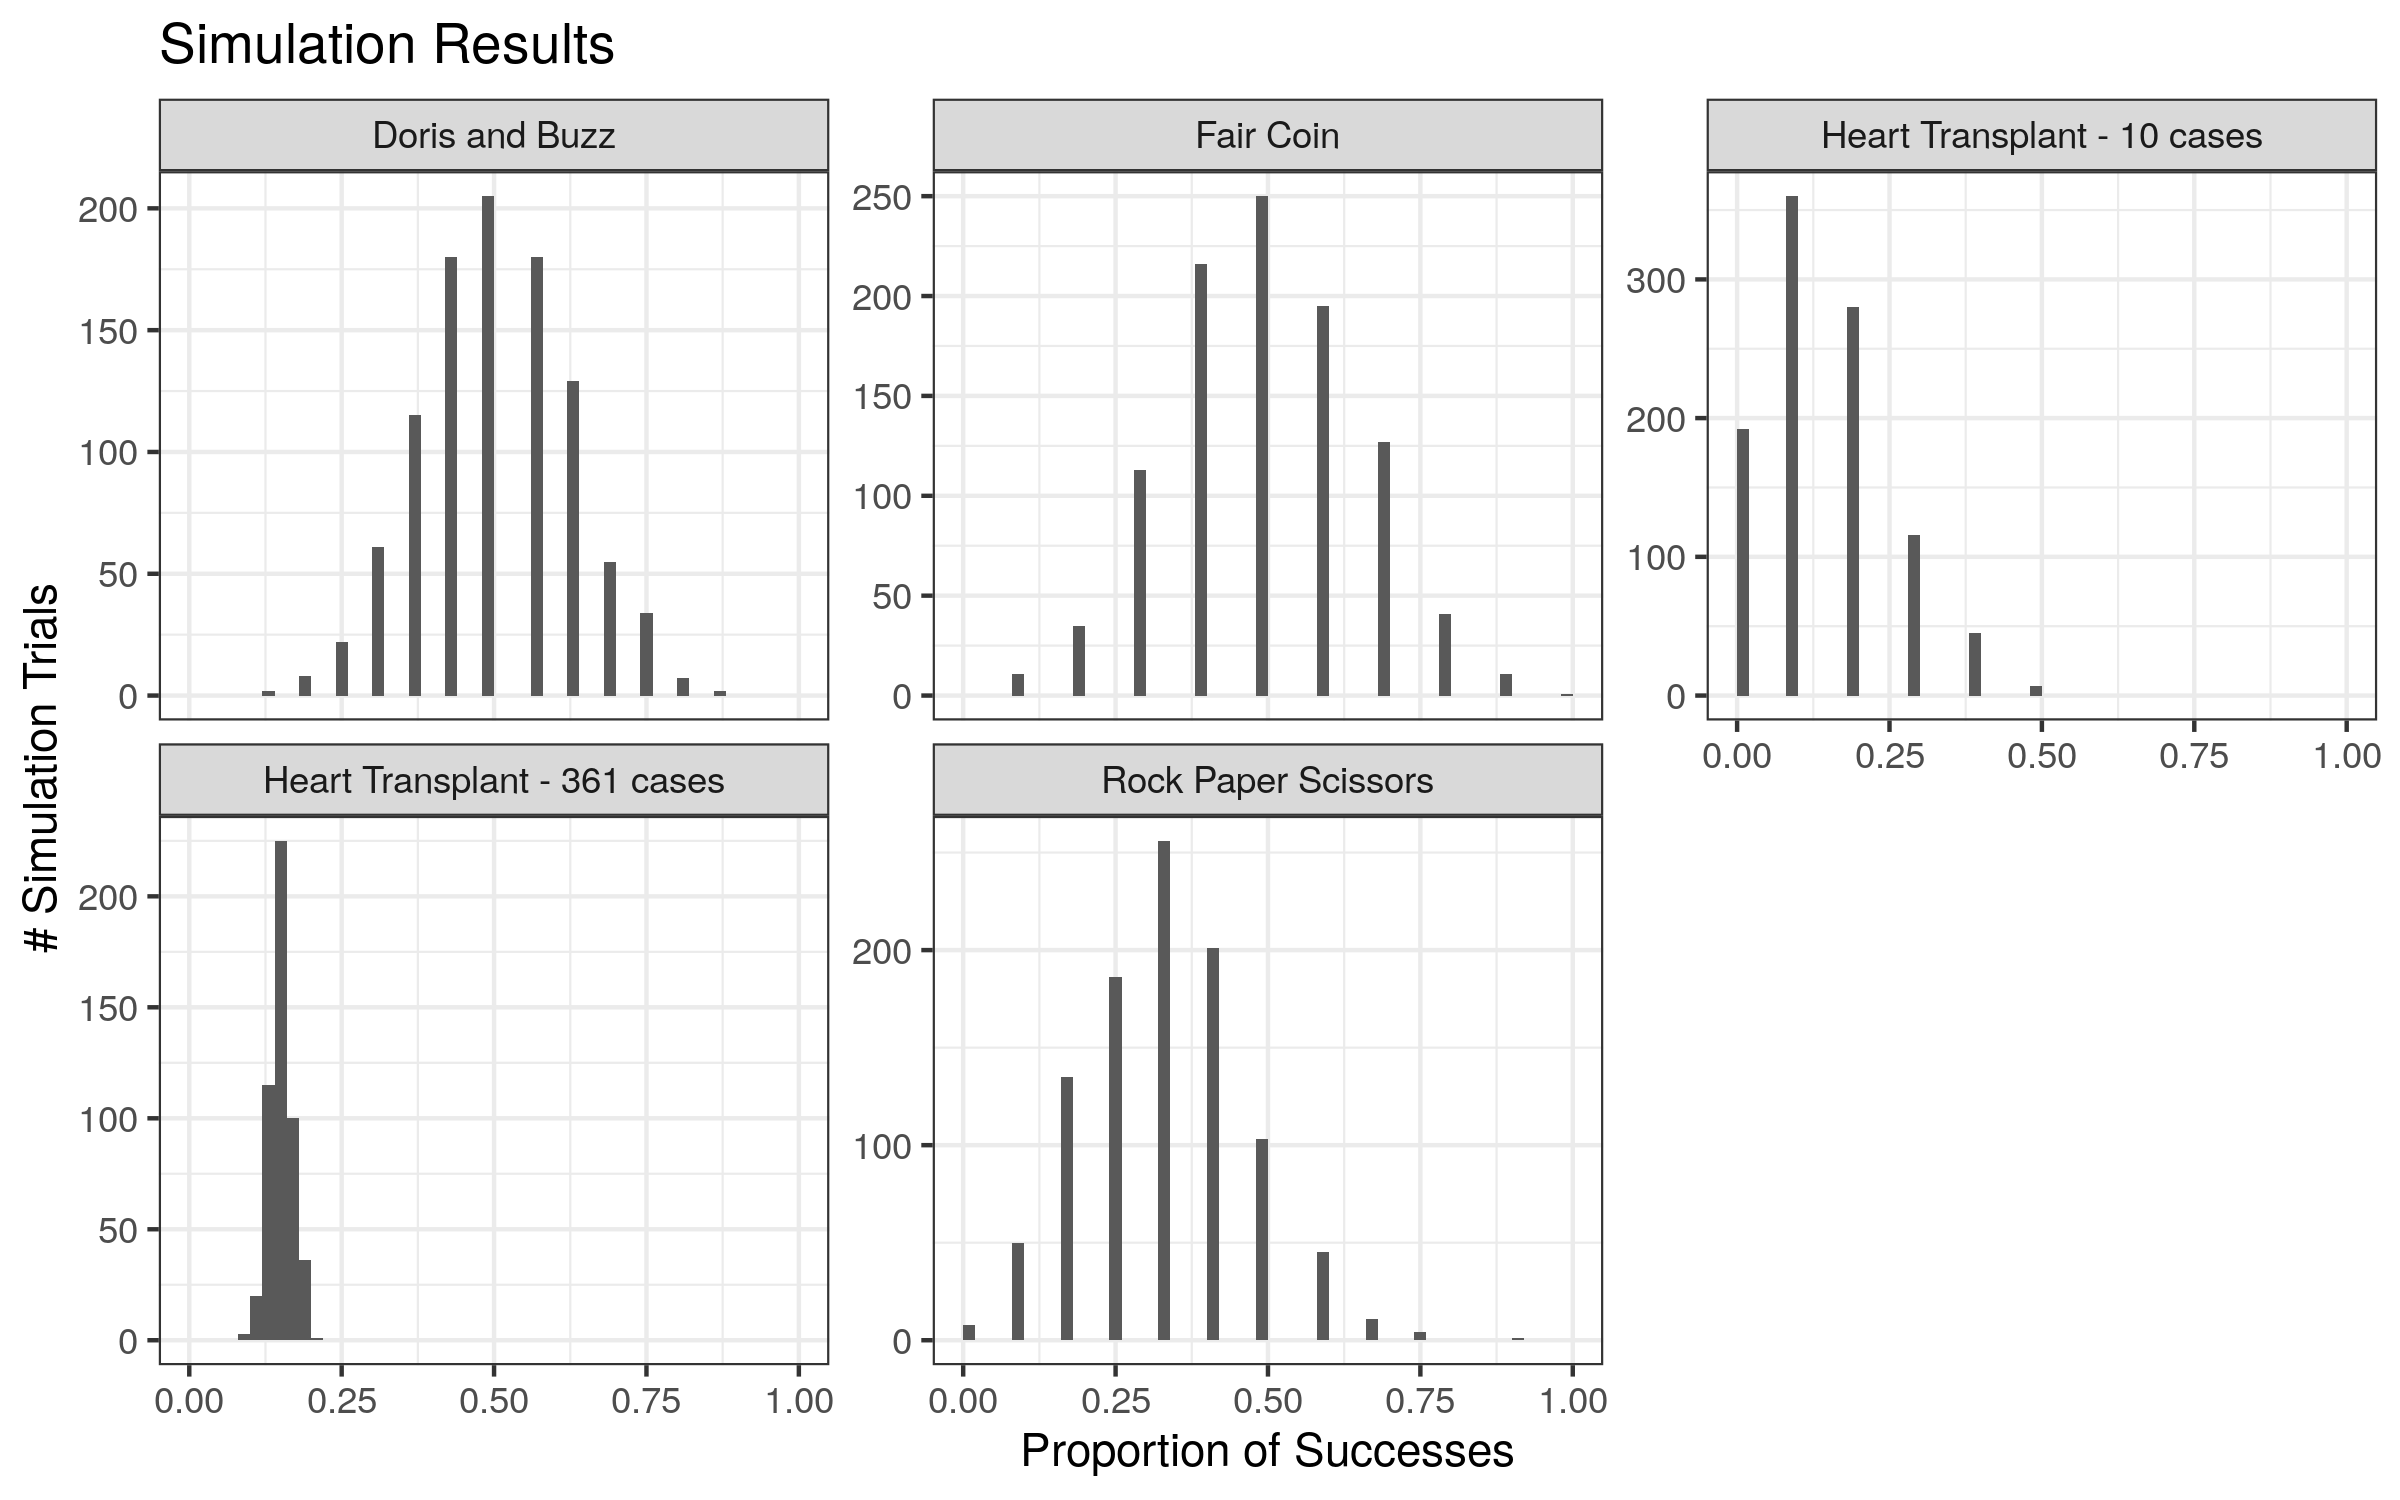 Simulation Results
Doris and Buzz
Fair Coin
Heart Transplant - 10 cases
200
150
100
50
0
250
200
150
100
50
0
300
200
100
0
0.00 0.25 0.50 0.75 1.00
Heart Transplant - 361 cases
Rock Paper Scissors
200
150
100
50
0
200
100
0
0.00 0.25 0.50 0.75 1.00
0.00 0.25 0.50 0.75 1.00
# Simulation Trials
Proportion of Successes